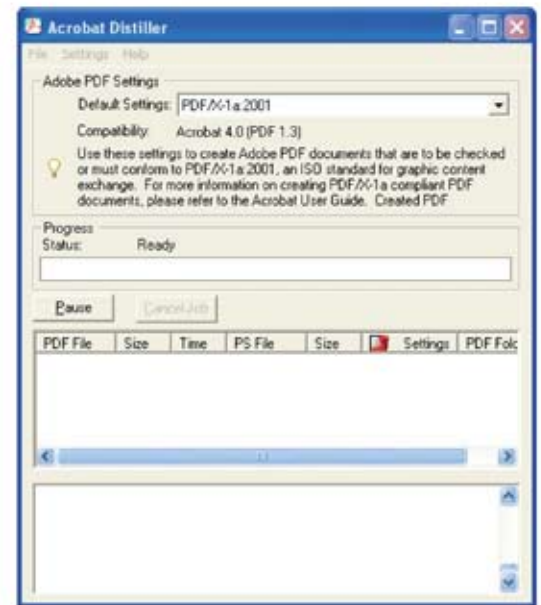 Acrobat Distiller
File Settings Help
Adobe PDF Settings
Default Settings: PDF/X-1a:2001
Compatibility: Acrobat 4.0 (PDF 1.3)
Use these settings to create Adobe PDF documents that are to be checked
or must conform to PDF/X-1a:2001, an ISO standard for graphic content
exchange. For more information on creating PDF/X-1a compliant PDF
documents, please refer to the Acrobat User Guide. Created PDF
Progress
Status: Ready
Pause Cancel Job
PDF File Size Time PS File Size Settings PDF Fold